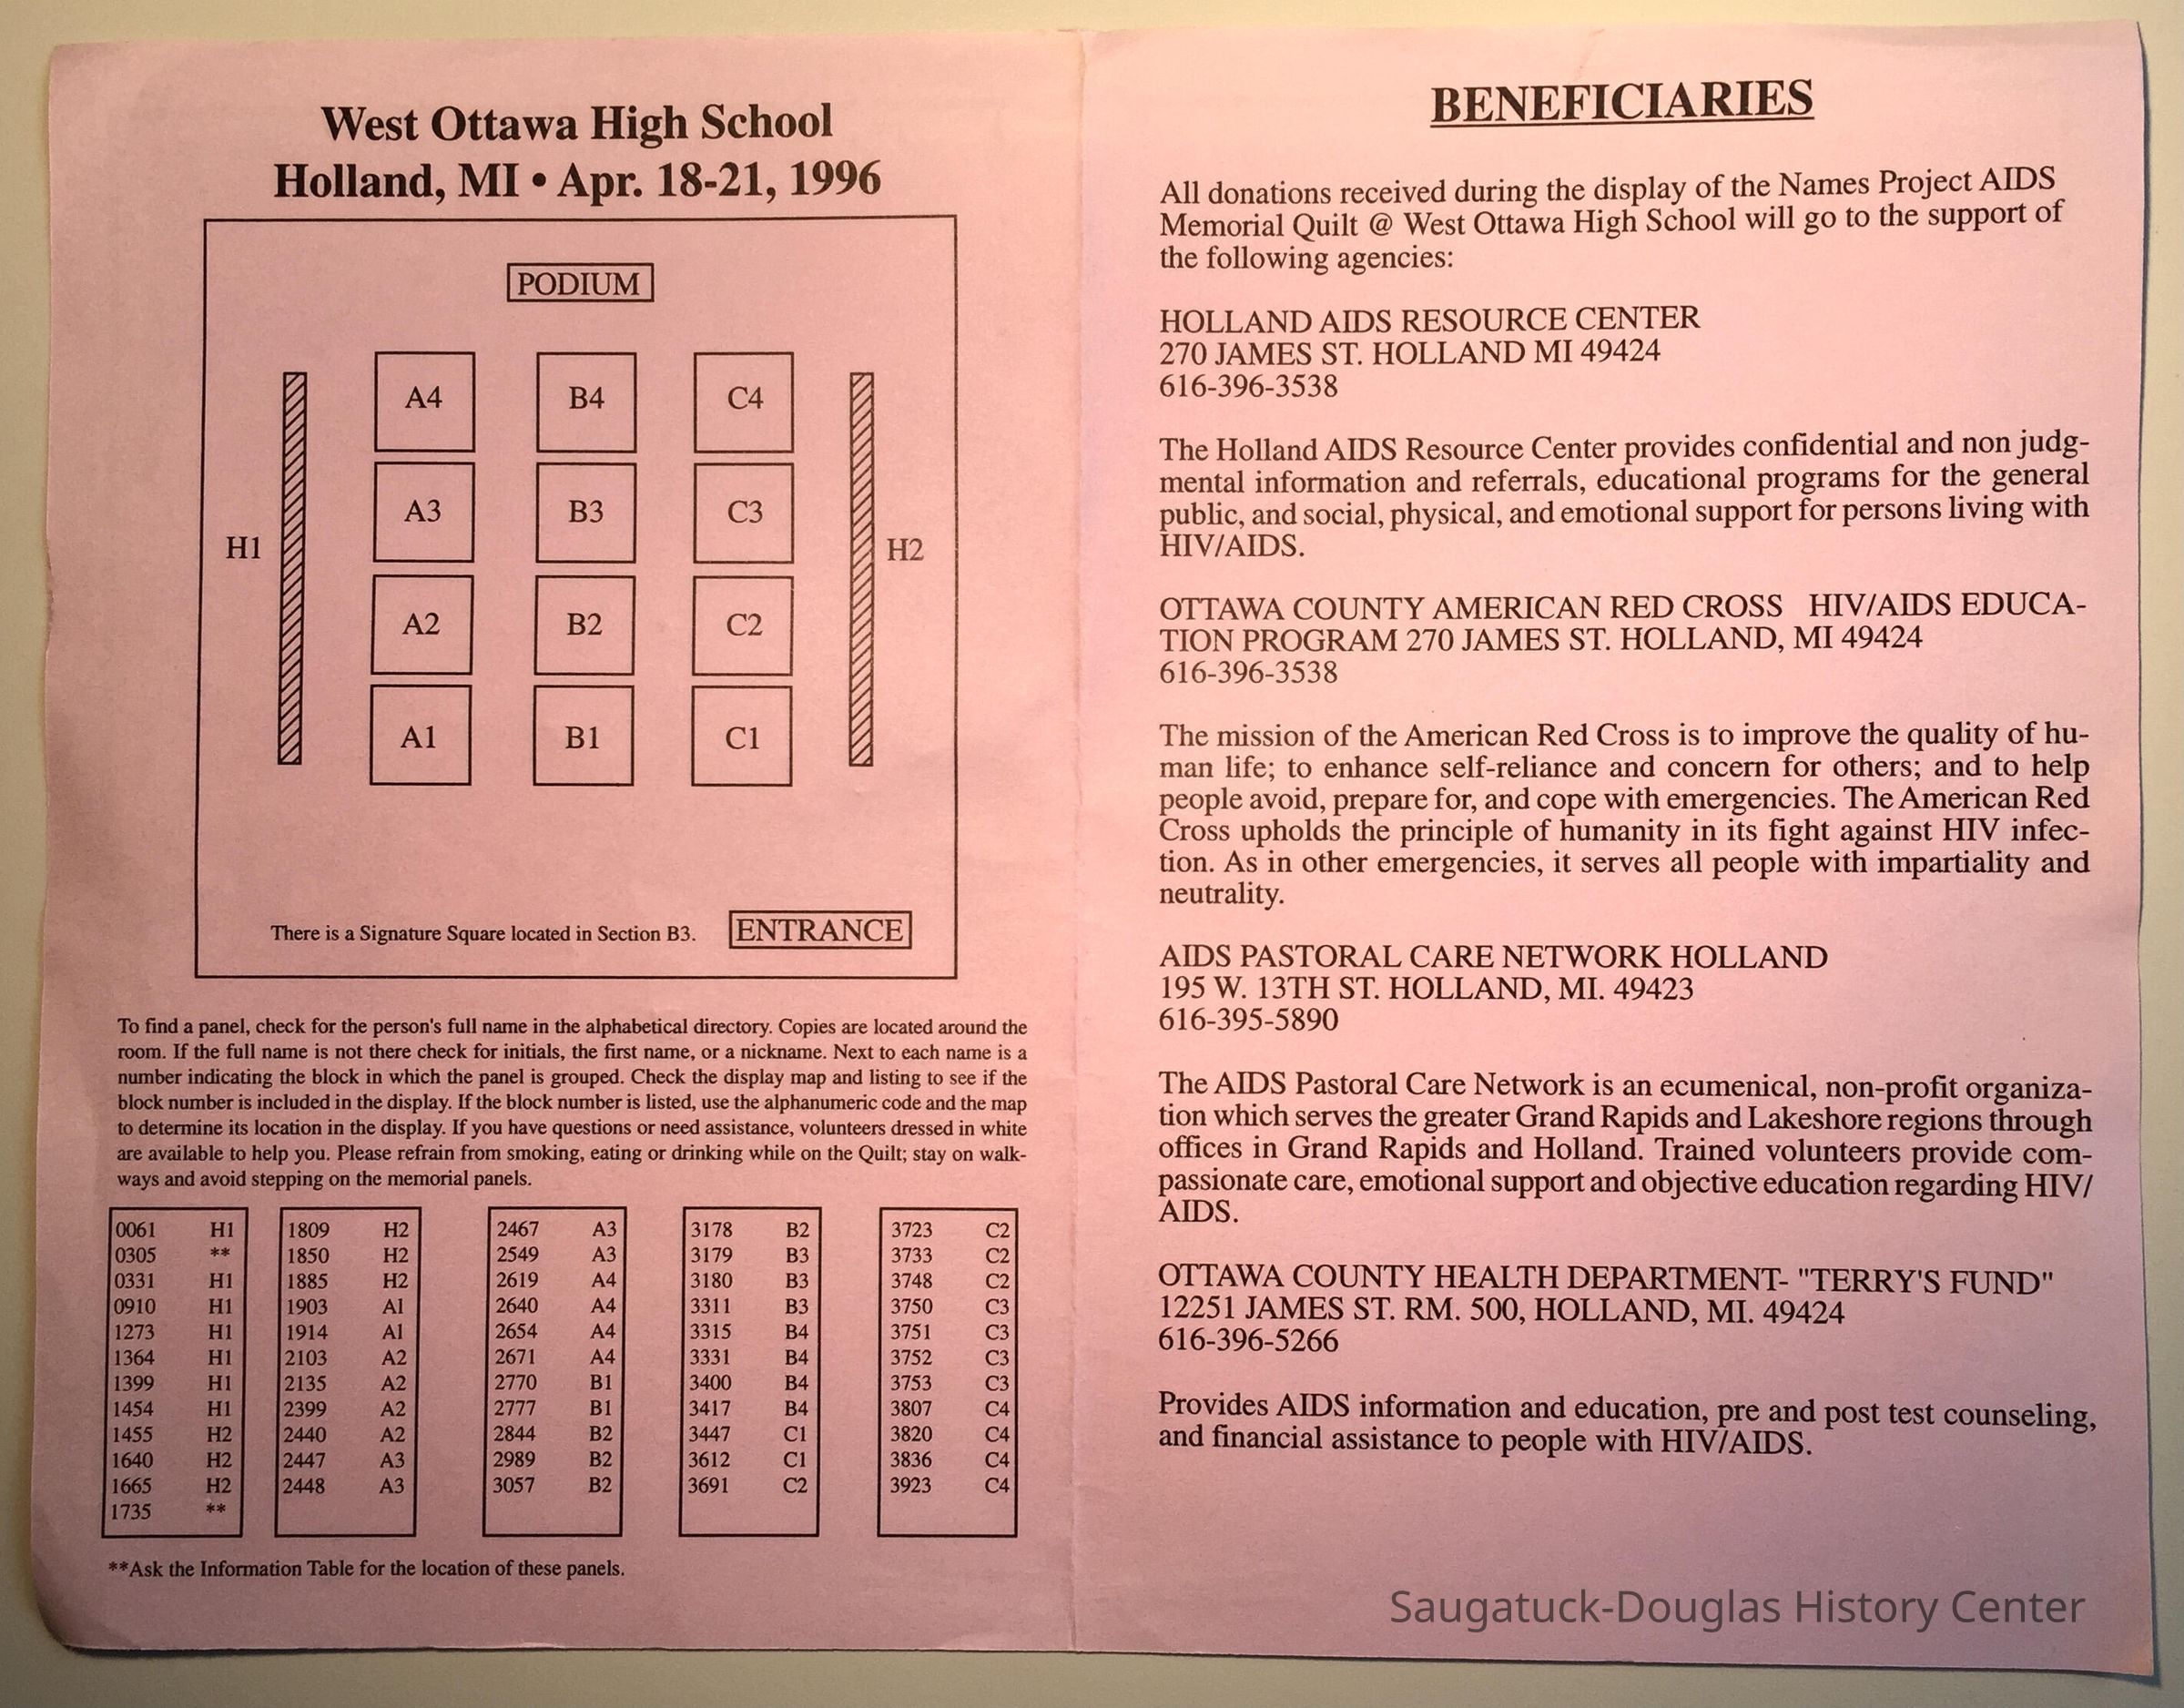 West Ottawa High School
Holland, MI • Apr. 18-21, 1996
PODIUM
A4 B4 C4
A3 B3 C3
H1 H2
A2 B2 C2
A1 B1 C1
There is a Signature Square located in Section B3. ENTRANCE
To find a panel, check for the person's full name in the alphabetical directory. Copies are located around the
room. If the full name is not there check for initials, the first name, or a nickname. Next to each name is a
number indicating the block in which the panel is grouped. Check the display map and listing to see if the
block number is included in the display. If the block number is listed, use the alphanumeric code and the map
to determine its location in the display. If you have questions or need assistance, volunteers dressed in white
are available to help you. Please refrain from smoking, eating or drinking while on the Quilt; stay on walk-
ways and avoid stepping on the memorial panels.
0061 H1
0305 **
0331 H1
0910 H1
1273 H1
1364 H1
1399 H1
1454 H1
1455 H2
1640 H2
1665 H2
1735 **
1809 H2
1850 H2
1885 H2
1903 A1
1914 A1
2103 A2
2135 A2
2399 A2
2440 A2
2447 A3
2448 A3
2467 A3
2549 A3
2619 A4
2640 A4
2654 A4
2671 A4
2770 B1
2777 B1
2844 B2
2989 B2
3057 B2
3178 B2
3179 B3
3180 B3
3311 B3
3315 B4
3331 B4
3400 B4
3417 B4
3447 C1
3612 C1
3691 C2
3723 C2
3733 C2
3748 C2
3750 C3
3751 C3
3752 C3
3753 C3
3807 C4
3820 C4
3836 C4
3923 C4
**Ask the Information Table for the location of these panels.
BENEFICIARIES
All donations received during the display of the Names Project AIDS
Memorial Quilt @ West Ottawa High School will go to the support of
the following agencies:
HOLLAND AIDS RESOURCE CENTER
270 JAMES ST. HOLLAND MI 49424
616-396-3538
The Holland AIDS Resource Center provides confidential and non judg-
mental information and referrals, educational programs for the general
public, and social, physical, and emotional support for persons living with
HIV/AIDS.
OTTAWA COUNTY AMERICAN RED CROSS HIV/AIDS EDUCA-
TION PROGRAM 270 JAMES ST. HOLLAND, MI 49424
616-396-3538
The mission of the American Red Cross is to improve the quality of hu-
man life; to enhance self-reliance and concern for others; and to help
people avoid, prepare for, and cope with emergencies. The American Red
Cross upholds the principle of humanity in its fight against HIV infec-
tion. As in other emergencies, it serves all people with impartiality and
neutrality.
AIDS PASTORAL CARE NETWORK HOLLAND
195 W. 13TH ST. HOLLAND, MI. 49423
616-395-5890
The AIDS Pastoral Care Network is an ecumenical, non-profit organiza-
tion which serves the greater Grand Rapids and Lakeshore regions through
offices in Grand Rapids and Holland. Trained volunteers provide com-
passionate care, emotional support and objective education regarding HIV/
AIDS.
OTTAWA COUNTY HEALTH DEPARTMENT- "TERRY'S FUND"
12251 JAMES ST. RM. 500, HOLLAND, MI. 49424
616-396-5266
Provides AIDS information and education, pre and post test counseling,
and financial assistance to people with HIV/AIDS.
Saugatuck-Douglas History Center